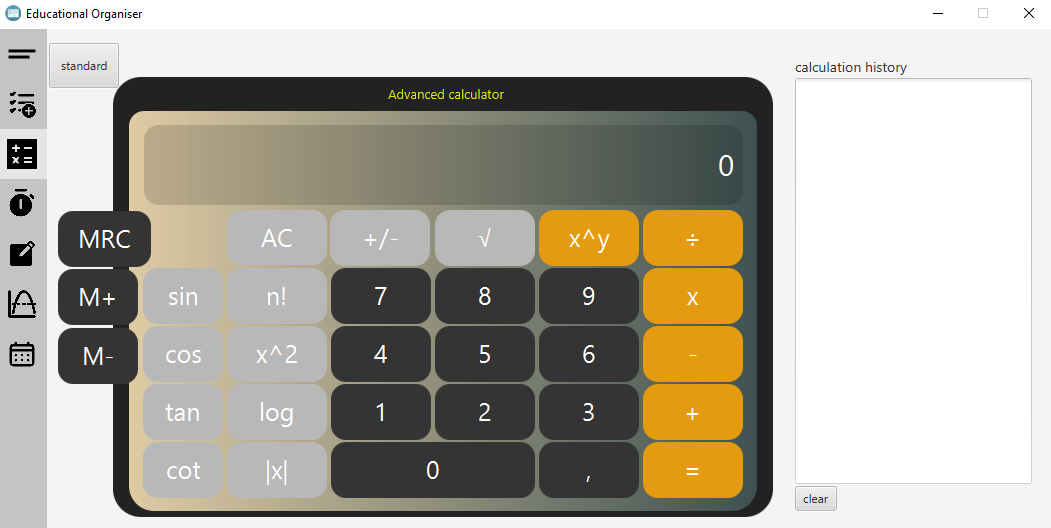 Educational Organiser
standard
calculation history
Advanced calculator
0
MRC AC +/- √ x^y ÷
M+ sin n! 7 8 9 x
M- cos x^2 4 5 6 -
tan log 1 2 3 +
cot |x| 0 , =
clear